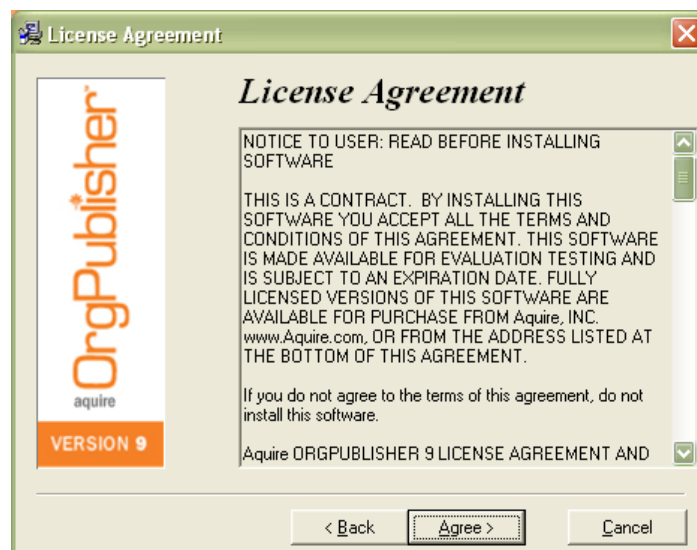 License Agreement
License Agreement
OrgPublisher
aquire
VERSION 9
NOTICE TO USER: READ BEFORE INSTALLING
SOFTWARE
THIS IS A CONTRACT.  BY INSTALLING THIS
SOFTWARE YOU ACCEPT ALL THE TERMS AND
CONDITIONS OF THIS AGREEMENT. THIS SOFTWARE
IS MADE AVAILABLE FOR EVALUATION TESTING AND
IS SUBJECT TO AN EXPIRATION DATE. FULLY
LICENSED VERSIONS OF THIS SOFTWARE ARE
AVAILABLE FOR PURCHASE FROM Aquire, INC.
www.Aquire.com, OR FROM THE ADDRESS LISTED AT
THE BOTTOM OF THIS AGREEMENT.
If you do not agree to the terms of this agreement, do not
install this software.
Aquire ORGPUBLISHER 9 LICENSE AGREEMENT AND
< Back
Agree >
Cancel